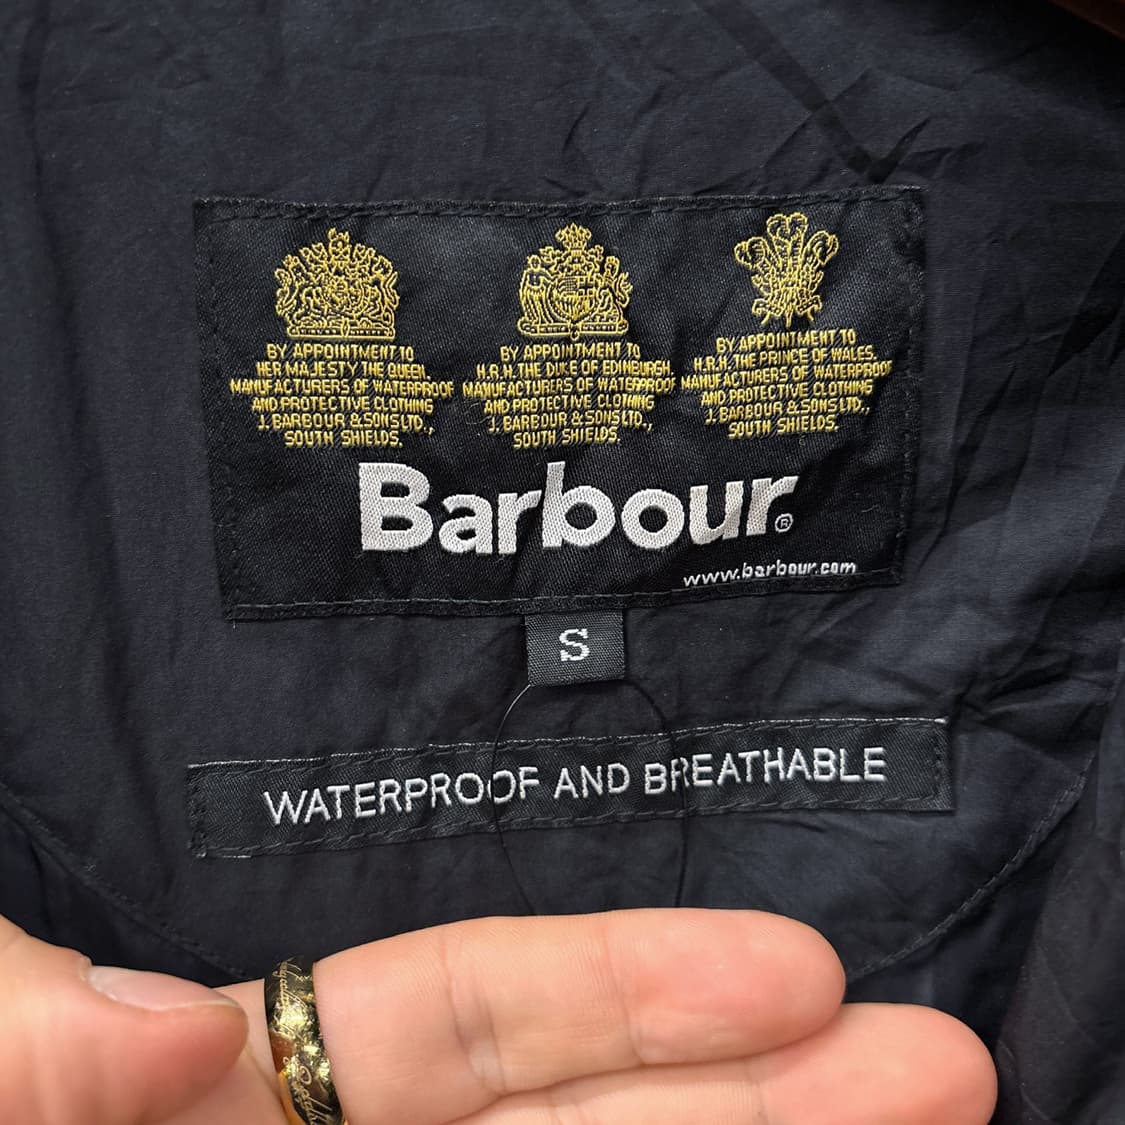 BY APPOINTMENT TO
HER MAJESTY THE QUEEN
MANUFACTURERS OF WATERPROOF
AND PROTECTIVE CLOTHING
J. BARBOUR & SONS LTD.,
SOUTH SHIELDS.
BY APPOINTMENT TO
H.R.H. THE DUKE OF EDINBURGH
MANUFACTURERS OF WATERPROOF
AND PROTECTIVE CLOTHING
J. BARBOUR & SONS LTD.,
SOUTH SHIELDS.
BY APPOINTMENT TO
H.R.H. THE PRINCE OF WALES.
MANUFACTURERS OF WATERPROOF
AND PROTECTIVE CLOTHING
J. BARBOUR & SONS LTD.,
SOUTH SHIELDS.
Barbour®
www.barbour.com
S
WATERPROOF AND BREATHABLE